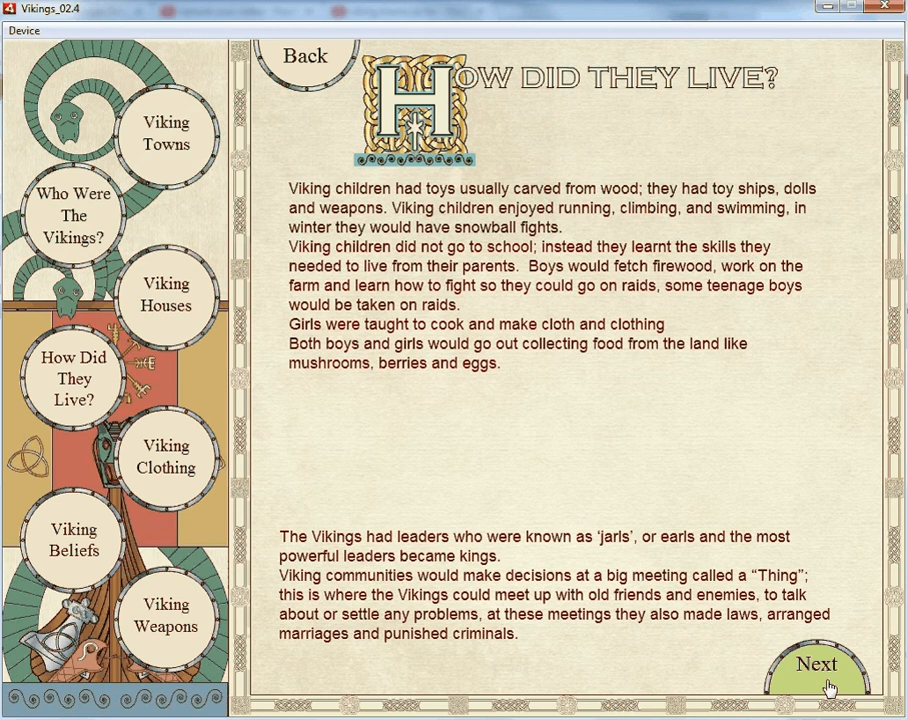 Vikings_02.4
Device
Back
HOW DID THEY LIVE?
Viking
Towns
Who Were
The
Vikings?
Viking
Houses
How Did
They
Live?
Viking
Clothing
Viking
Beliefs
Viking
Weapons
Viking children had toys usually carved from wood; they had toy ships, dolls
and weapons. Viking children enjoyed running, climbing, and swimming, in
winter they would have snowball fights.
Viking children did not go to school; instead they learnt the skills they
needed to live from their parents.  Boys would fetch firewood, work on the
farm and learn how to fight so they could go on raids, some teenage boys
would be taken on raids.
Girls were taught to cook and make cloth and clothing
Both boys and girls would go out collecting food from the land like
mushrooms, berries and eggs.
The Vikings had leaders who were known as ‘jarls’, or earls and the most
powerful leaders became kings.
Viking communities would make decisions at a big meeting called a “Thing”;
this is where the Vikings could meet up with old friends and enemies, to talk
about or settle any problems, at these meetings they also made laws, arranged
marriages and punished criminals.
Next